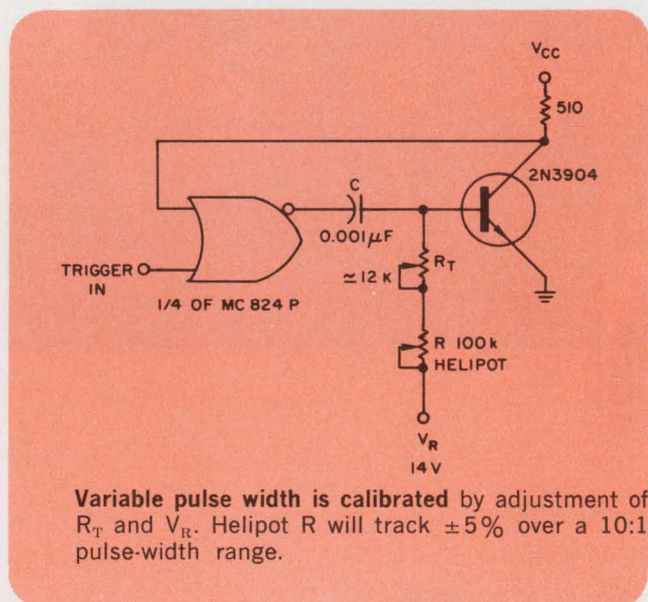 VCC
510
2N3904
C
0.001µF
TRIGGER
IN
1/4 OF MC 824 P
≃12 K
RT
R 100k
HELIPOT
VR
14V
Variable pulse width is calibrated by adjustment of
RT and VR. Helipot R will track ±5% over a 10:1
pulse-width range.